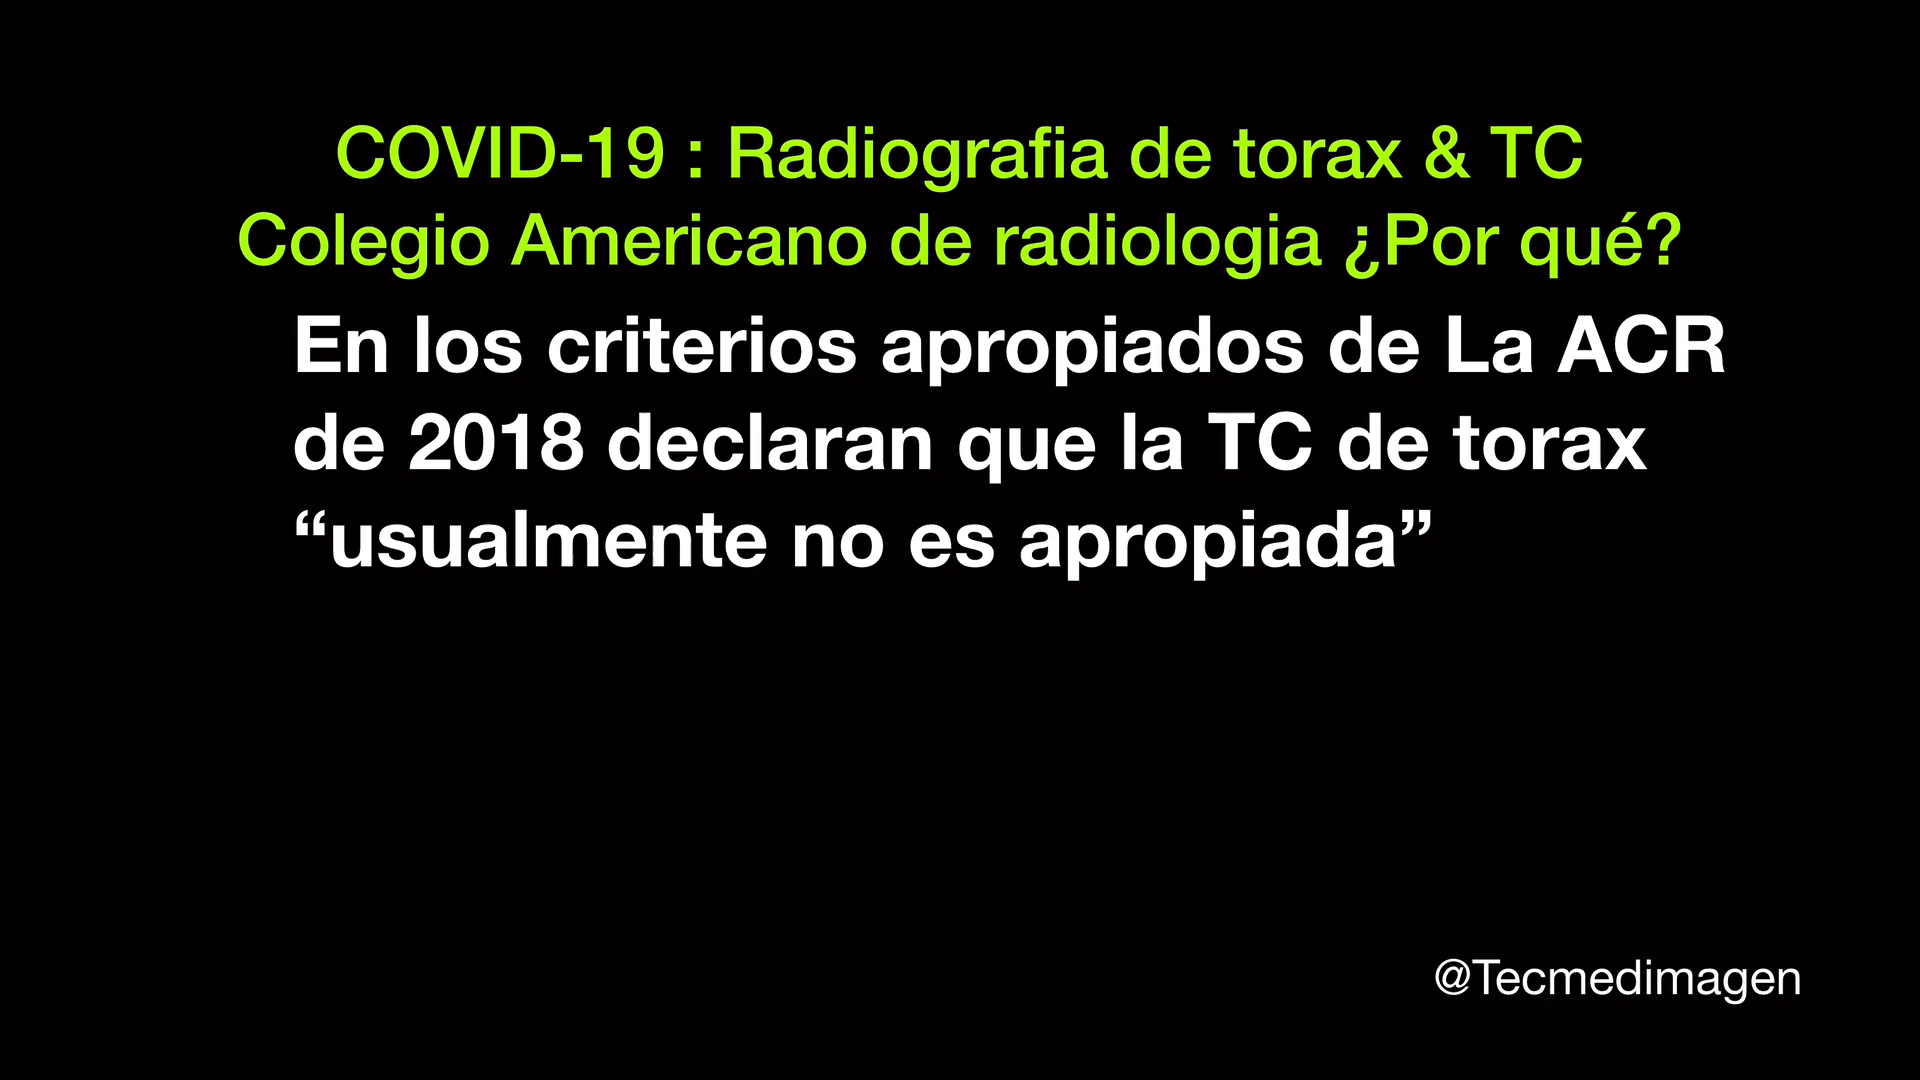 COVID-19 : Radiografia de torax & TC
Colegio Americano de radiologia ¿Por qué?
En los criterios apropiados de La ACR
de 2018 declaran que la TC de torax
“usualmente no es apropiada”
@Tecmedimagen